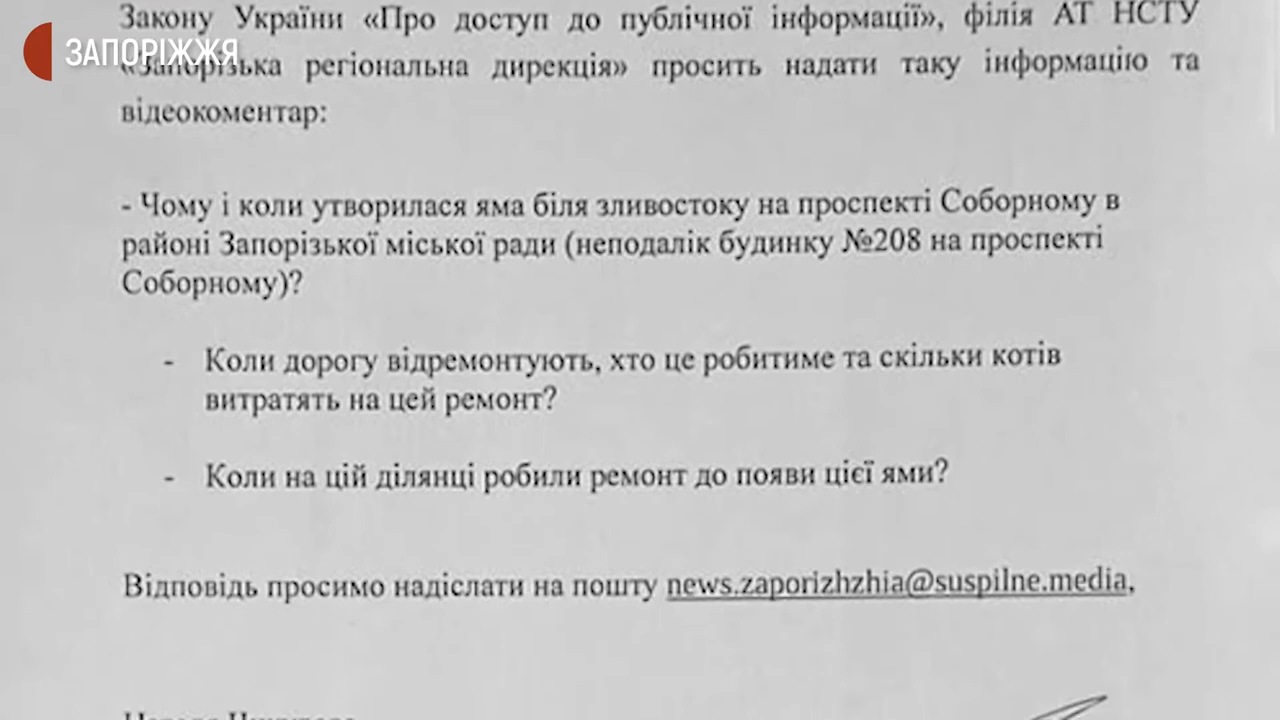 Закону України «Про доступ до публічної інформації», філія АТ НСТУ
ЗАПОРІЖЖЯ
«Запорізька регіональна дирекція» просить надати таку інформацію та
відеокоментар:
- Чому і коли утворилася яма біля зливостоку на проспекті Соборному в
районі Запорізької міської ради (неподалік будинку №208 на проспекті
Соборному)?
- Коли дорогу відремонтують, хто це робитиме та скільки котів
витратять на цей ремонт?
- Коли на цій ділянці робили ремонт до появи цієї ями?
Відповідь просимо надіслати на пошту news.zaporizhzhia@suspilne.media,